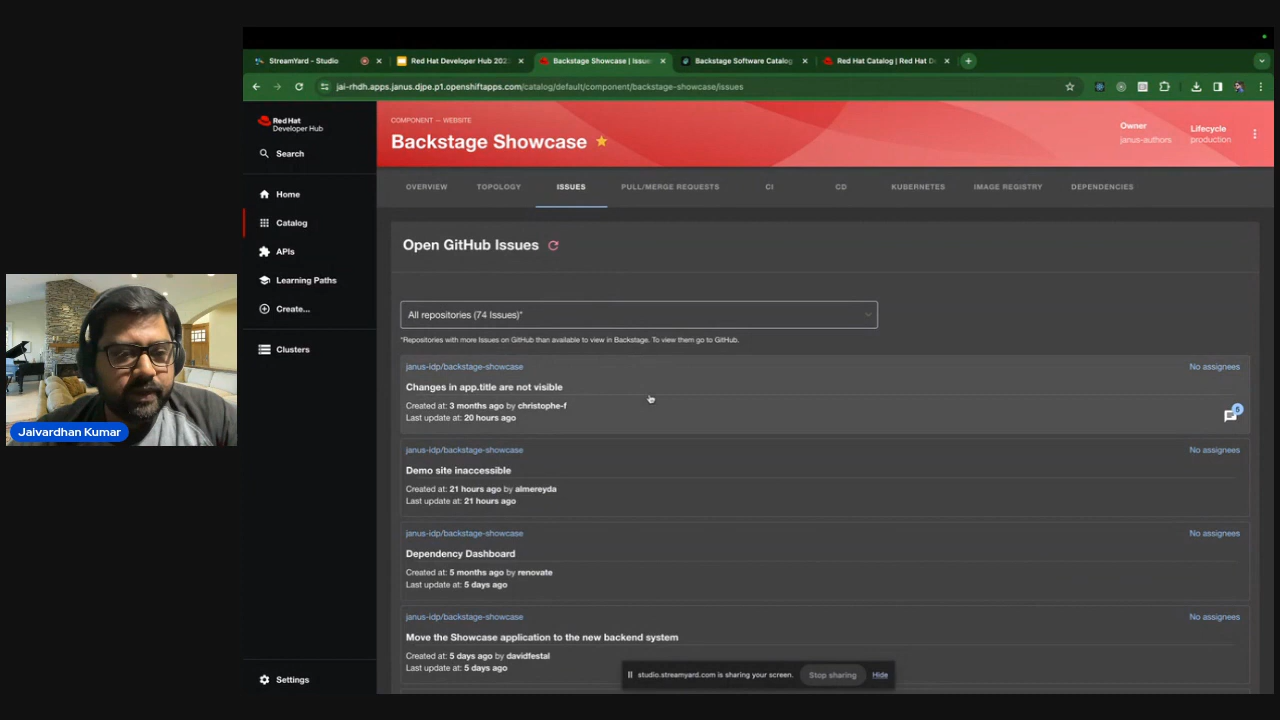 StreamYard - Studio
Red Hat Developer Hub 202
Backstage Showcase | Issue
Backstage Software Catalog
Red Hat Catalog | Red Hat D
jai-rhdh.apps.janus.djpe.p1.openshiftapps.com/catalog/default/component/backstage-showcase/issues
Red Hat
Developer Hub
Search
Home
Catalog
APIs
Learning Paths
Create...
Clusters
Settings
COMPONENT — WEBSITE
Backstage Showcase
Owner
janus-authors
Lifecycle
production
OVERVIEW TOPOLOGY ISSUES PULL/MERGE REQUESTS CI CD KUBERNETES IMAGE REGISTRY DEPENDENCIES
Open GitHub Issues
All repositories (74 Issues)*
*Repositories with more Issues on GitHub than available to view in Backstage. To view them go to GitHub.
janus-idp/backstage-showcase No assignees
Changes in app.title are not visible
Created at: 3 months ago by christophe-f
Last update at: 20 hours ago
janus-idp/backstage-showcase No assignees
Demo site inaccessible
Created at: 21 hours ago by almereyda
Last update at: 21 hours ago
janus-idp/backstage-showcase No assignees
Dependency Dashboard
Created at: 5 months ago by renovate
Last update at: 5 days ago
janus-idp/backstage-showcase No assignees
Move the Showcase application to the new backend system
Created at: 5 days ago by davidfestal
Last update at: 5 days ago
studio.streamyard.com is sharing your screen. Stop sharing Hide
Jaivardhan Kumar